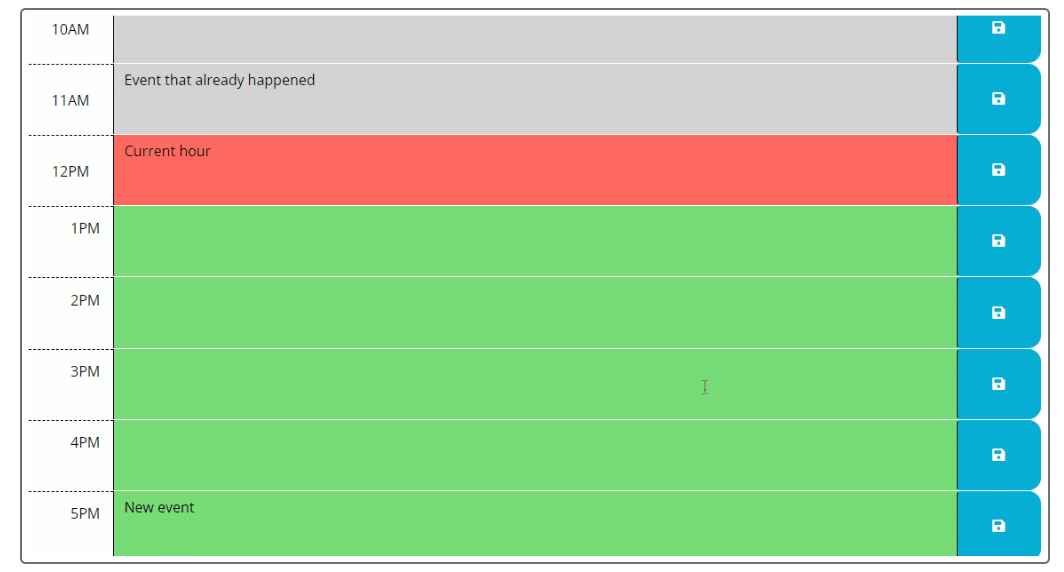 10AM
Event that already happened
11AM
Current hour
12PM
1PM
2PM
3PM
4PM
New event
5PM